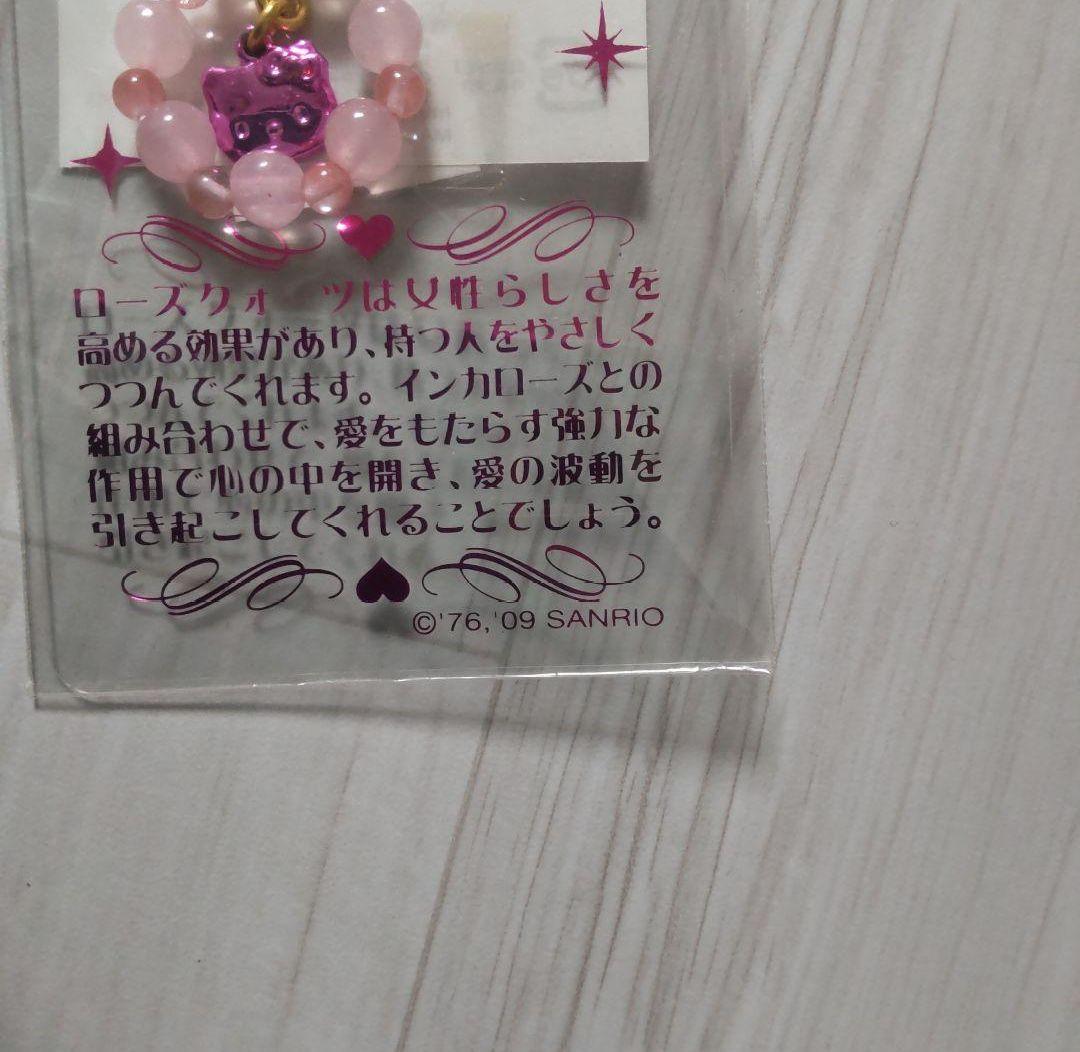 ローズクォーツは女性らしさを
高める効果があり、持つ人をやさしく
つつんでくれます。インカローズとの
組み合わせで、愛をもたらす強力な
作用で心の中を開き、愛の波動を
引き起こしてくれることでしょう。
©'76,'09 SANRIO